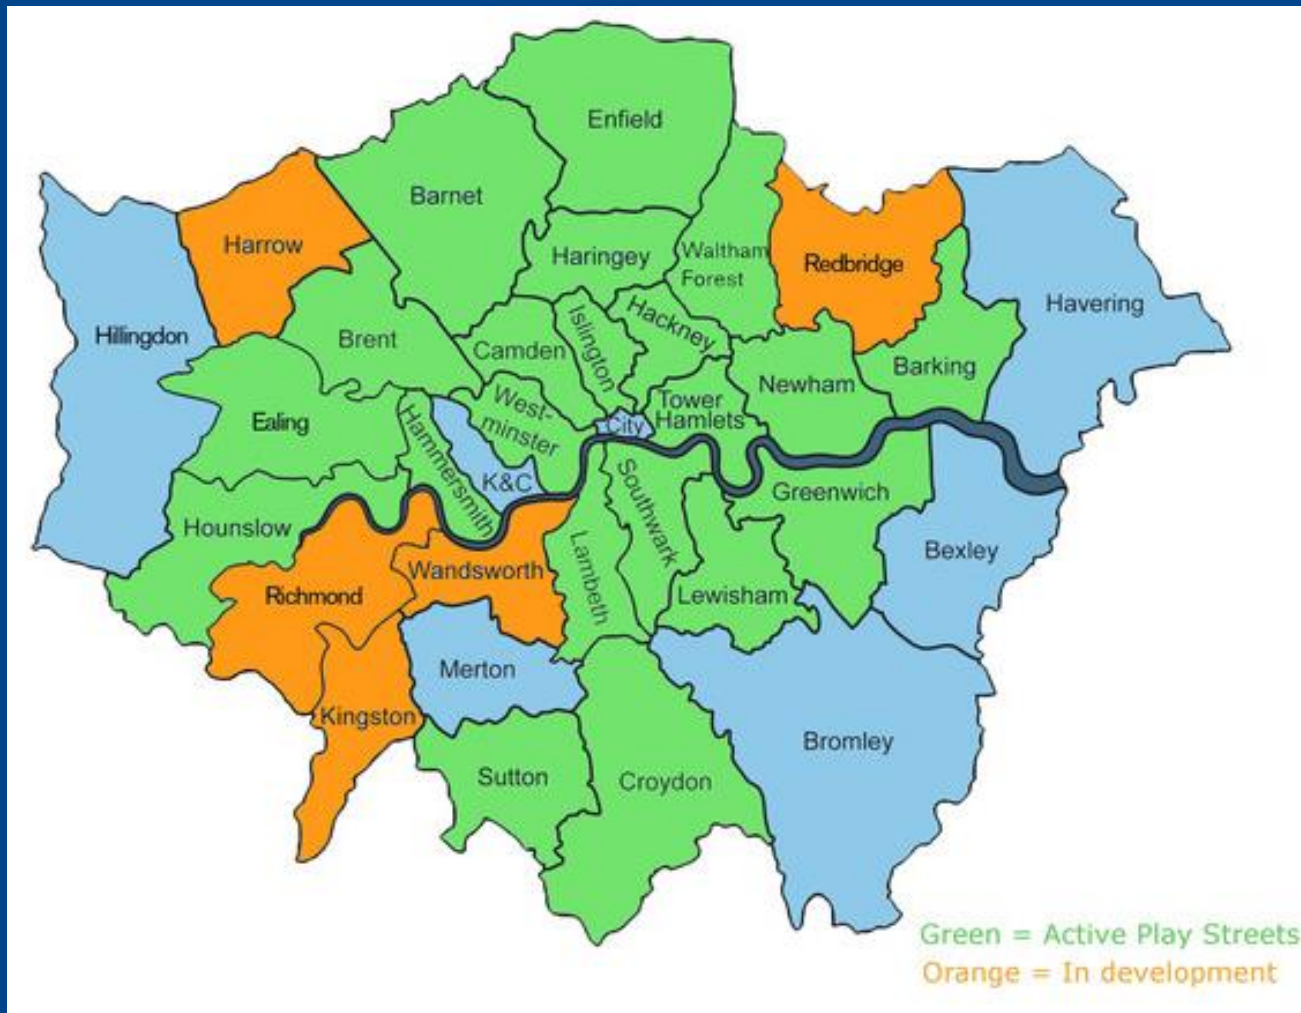 Enfield
Barnet
Harrow
Haringey
Waltham
Forest
Redbridge
Havering
Hillingdon
Brent
Camden
Islington
Hackney
Newham
Barking
Ealing
Hammersmith
West-
minster
Tower
Hamlets
City
K&C
Hounslow
Southwark
Greenwich
Bexley
Richmond
Wandsworth
Lambeth
Lewisham
Merton
Kingston
Sutton
Croydon
Bromley
Green = Active Play Streets
Orange = In development